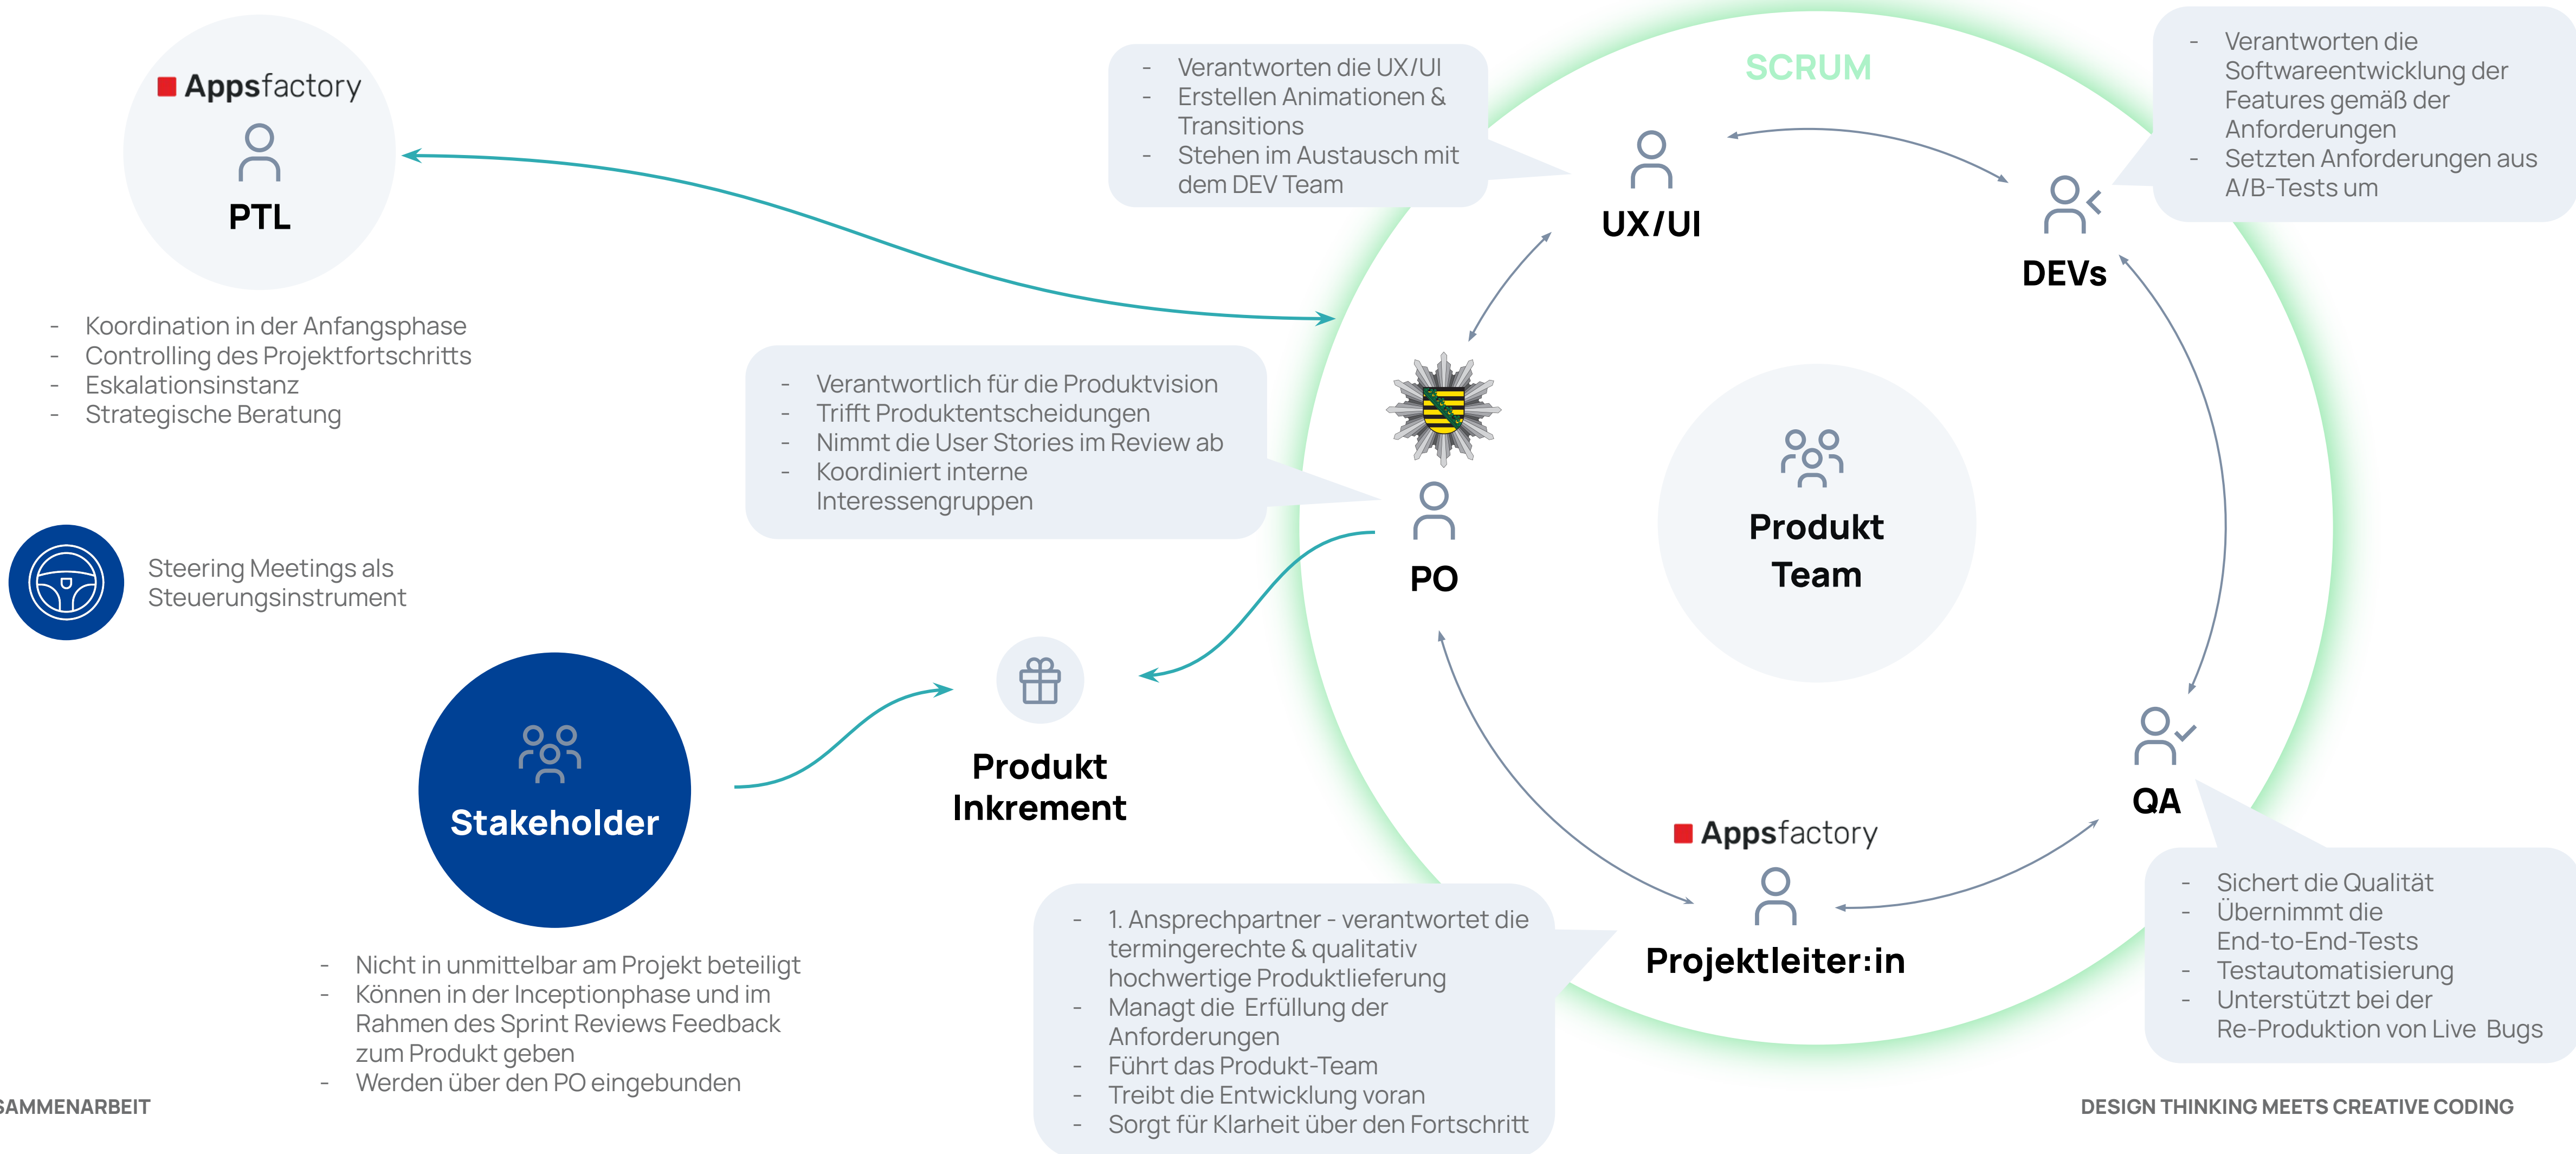 Appsfactory
PTL
- Koordination in der Anfangsphase
- Controlling des Projektfortschritts
- Eskalationsinstanz
- Strategische Beratung
Steering Meetings als
Steuerungsinstrument
Stakeholder
- Nicht in unmittelbar am Projekt beteiligt
- Können in der Inceptionphase und im
Rahmen des Sprint Reviews Feedback
zum Produkt geben
- Werden über den PO eingebunden
Produkt
Inkrement
SCRUM
- Verantworten die UX/UI
- Erstellen Animationen &
Transitions
- Stehen im Austausch mit
dem DEV Team
UX/UI
- Verantworten die
Softwareentwicklung der
Features gemäß der
Anforderungen
- Setzten Anforderungen aus
A/B-Tests um
DEVs
- Verantwortlich für die Produktvision
- Trifft Produktentscheidungen
- Nimmt die User Stories im Review ab
- Koordiniert interne
Interessengruppen
PO
Produkt
Team
QA
- Sichert die Qualität
- Übernimmt die
End-to-End-Tests
- Testautomatisierung
- Unterstützt bei der
Re-Produktion von Live Bugs
Appsfactory
Projektleiter:in
- 1. Ansprechpartner - verantwortet die
termingerechte & qualitativ
hochwertige Produktlieferung
- Managt die Erfüllung der
Anforderungen
- Führt das Produkt-Team
- Treibt die Entwicklung voran
- Sorgt für Klarheit über den Fortschritt
SAMMENARBEIT
DESIGN THINKING MEETS CREATIVE CODING